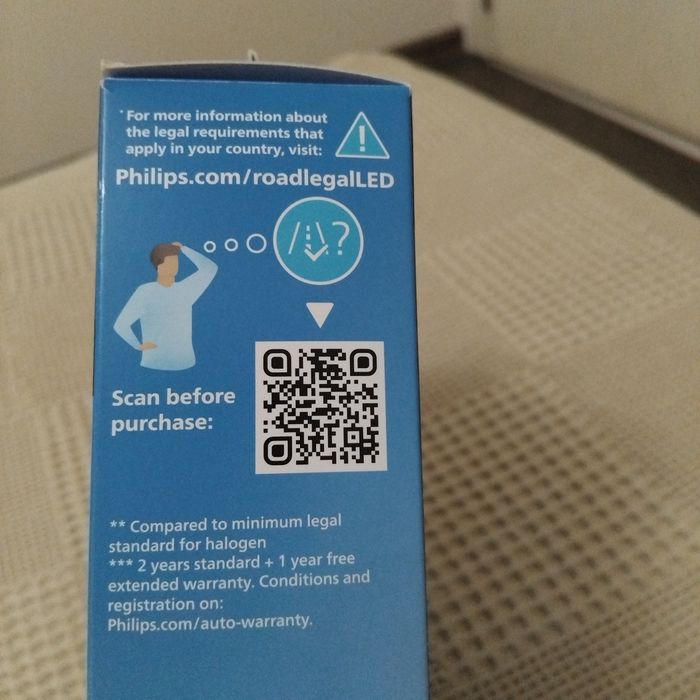 *For more information about
the legal requirements that
apply in your country, visit:
Philips.com/roadlegalLED
?
Scan before
purchase:
** Compared to minimum legal
standard for halogen
*** 2 years standard + 1 year free
extended warranty. Conditions and
registration on:
Philips.com/auto-warranty.